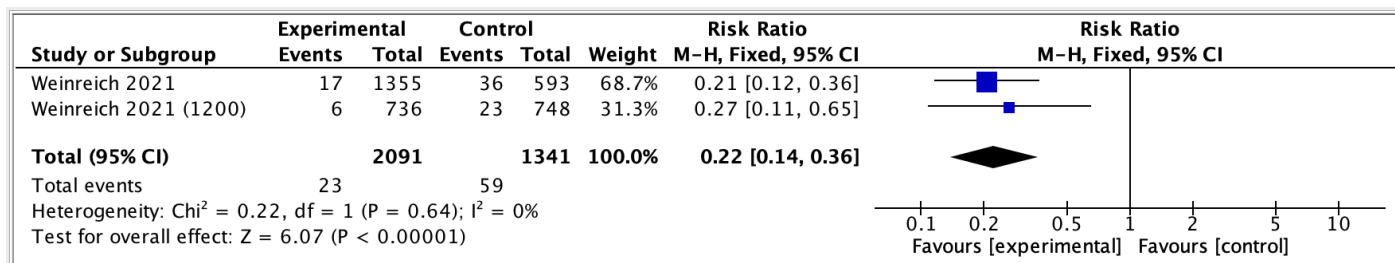 Experimental Control Risk Ratio Risk Ratio
Study or Subgroup Events Total Events Total Weight M-H, Fixed, 95% CI M-H, Fixed, 95% CI
Weinreich 2021 17 1355 36 593 68.7% 0.21 [0.12, 0.36]
Weinreich 2021 (1200) 6 736 23 748 31.3% 0.27 [0.11, 0.65]
Total (95% CI) 2091 1341 100.0% 0.22 [0.14, 0.36]
Total events 23 59
Heterogeneity: Chi² = 0.22, df = 1 (P = 0.64); I² = 0%
Test for overall effect: Z = 6.07 (P < 0.00001)
0.1 0.2 0.5 1 2 5 10
Favours [experimental] Favours [control]